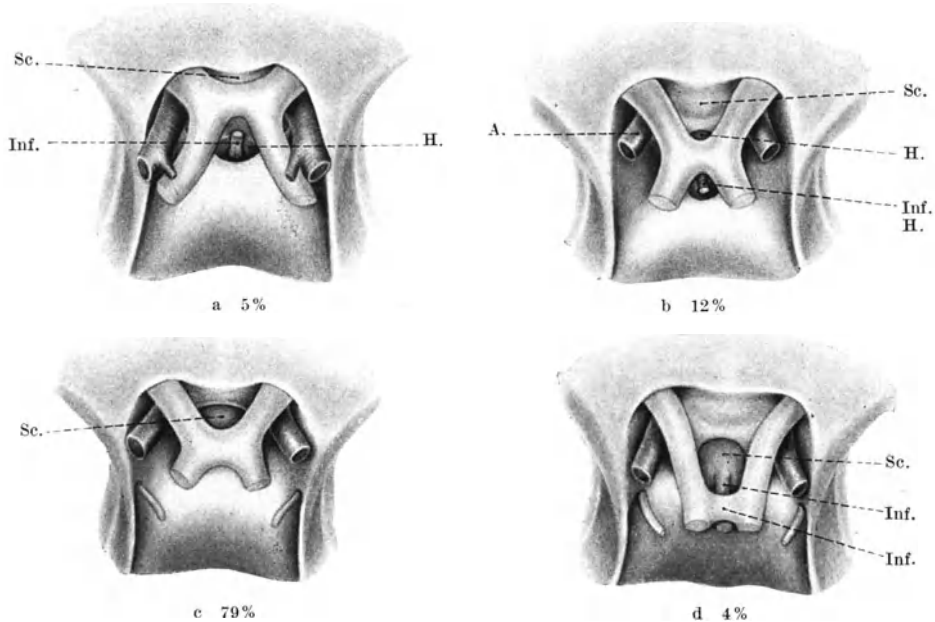 Sc.
Inf.
H.
a 5%
Sc.
A.
H.
Inf.
H.
b 12%
Sc.
c 79%
Sc.
Inf.
Inf.
d 4%